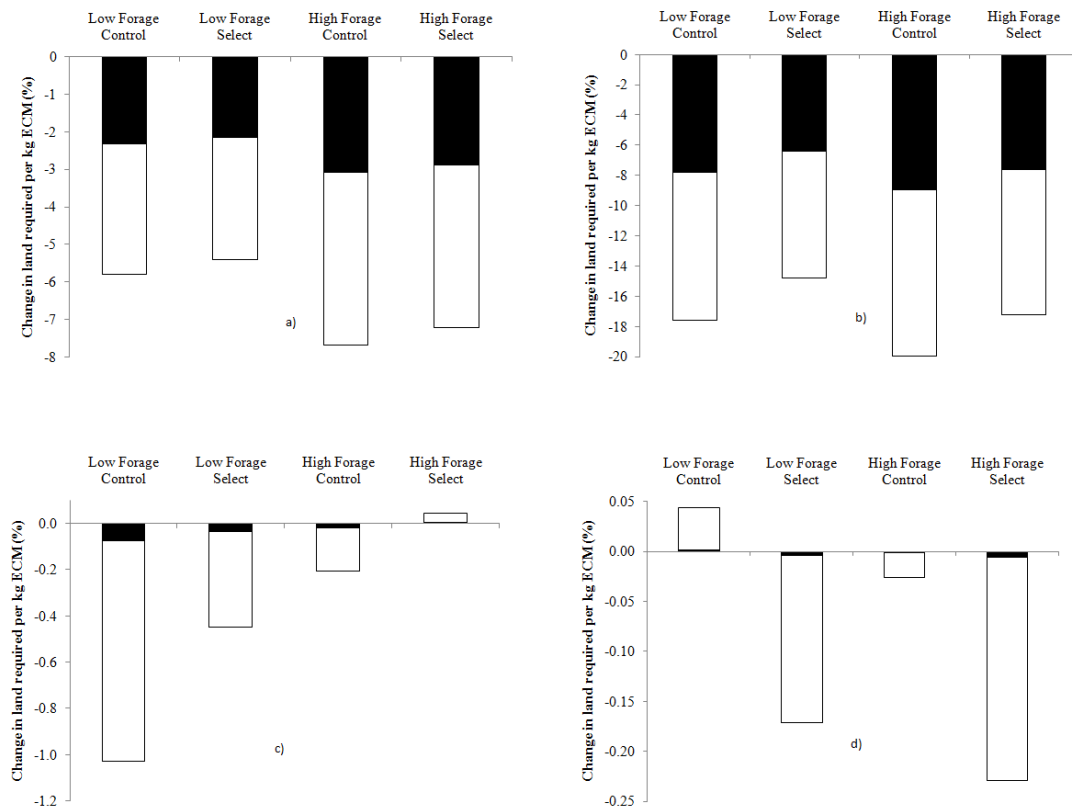 Low Forage Control
Low Forage Select
High Forage Control
High Forage Select
Change in land required per kg ECM (%)
0
-1
-2
-3
-4
-5
-6
-7
-8
a)
Low Forage Control
Low Forage Select
High Forage Control
High Forage Select
Change in land required per kg ECM (%)
0
-2
-4
-6
-8
-10
-12
-14
-16
-18
-20
b)
Low Forage Control
Low Forage Select
High Forage Control
High Forage Select
Change in land required per kg ECM (%)
0.0
-0.2
-0.4
-0.6
-0.8
-1.0
-1.2
c)
Low Forage Control
Low Forage Select
High Forage Control
High Forage Select
Change in land required per kg ECM (%)
0.05
0.00
-0.05
-0.10
-0.15
-0.20
-0.25
d)